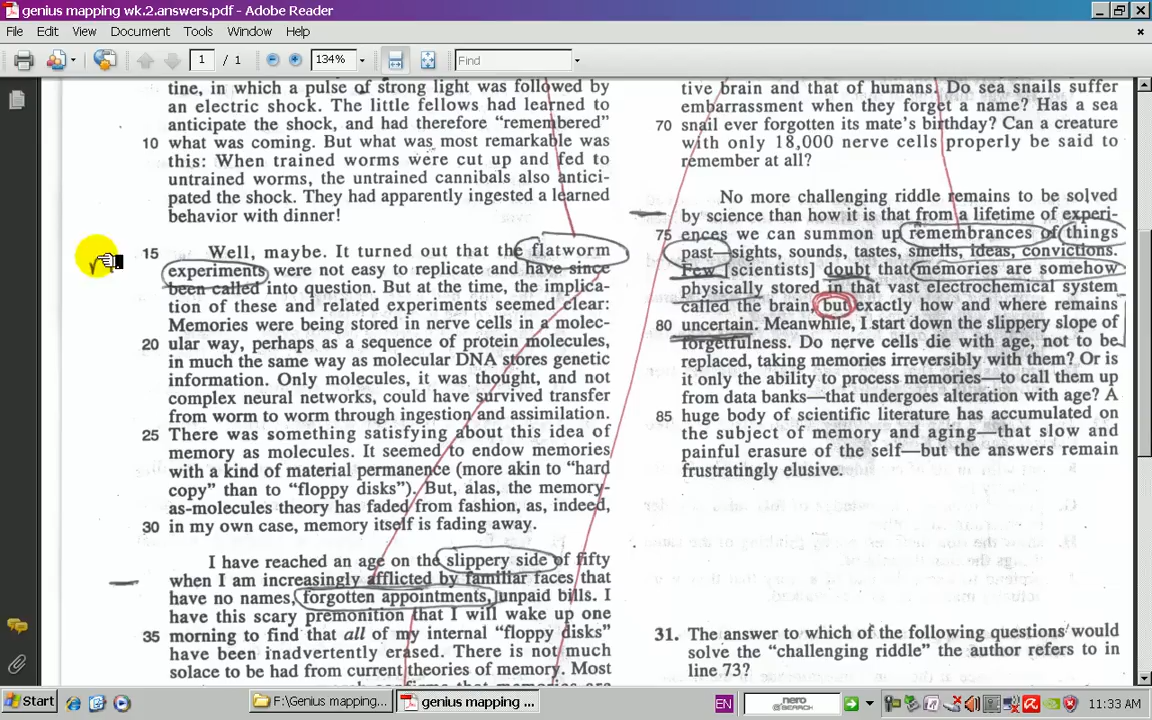 genius mapping wk.2.answers.pdf - Adobe Reader
File Edit View Document Tools Window Help
1 / 1 134% Find
tine, in which a pulse of strong light was followed by
an electric shock. The little fellows had learned to
anticipate the shock, and had therefore “remembered”
10 what was coming. But what was most remarkable was
this: When trained worms were cut up and fed to
untrained worms, the untrained cannibals also antici-
pated the shock. They had apparently ingested a learned
behavior with dinner!
15 Well, maybe. It turned out that the flatworm
experiments were not easy to replicate and have since
been called into question. But at the time, the implica-
tion of these and related experiments seemed clear:
Memories were being stored in nerve cells in a molec-
20 ular way, perhaps as a sequence of protein molecules,
in much the same way as molecular DNA stores genetic
information. Only molecules, it was thought, and not
complex neural networks, could have survived transfer
from worm to worm through ingestion and assimilation.
25 There was something satisfying about this idea of
memory as molecules. It seemed to endow memories
with a kind of material permanence (more akin to “hard
copy” than to “floppy disks”). But, alas, the memory-
as-molecules theory has faded from fashion, as, indeed,
30 in my own case, memory itself is fading away.
I have reached an age on the slippery side of fifty
when I am increasingly afflicted by familiar faces that
have no names, forgotten appointments, unpaid bills. I
have this scary premonition that I will wake up one
35 morning to find that all of my internal “floppy disks”
have been inadvertently erased. There is not much
solace to be had from current theories of memory. Most
tive brain and that of humans. Do sea snails suffer
embarrassment when they forget a name? Has a sea
70 snail ever forgotten its mate's birthday? Can a creature
with only 18,000 nerve cells properly be said to
remember at all?
No more challenging riddle remains to be solved
by science than how it is that from a lifetime of experi-
75 ences we can summon up remembrances of things
past—sights, sounds, tastes, smells, ideas, convictions.
Few [scientists] doubt that memories are somehow
physically stored in that vast electrochemical system
called the brain, but exactly how and where remains
80 uncertain. Meanwhile, I start down the slippery slope of
forgetfulness. Do nerve cells die with age, not to be
replaced, taking memories irreversibly with them? Or is
it only the ability to process memories—to call them up
from data banks—that undergoes alteration with age? A
85 huge body of scientific literature has accumulated on
the subject of memory and aging—that slow and
painful erasure of the self—but the answers remain
frustratingly elusive.
31. The answer to which of the following questions would
solve the “challenging riddle” the author refers to in
line 73?
Start F:\Genius mapping... genius mapping ... EN nero SEARCH 11:33 AM